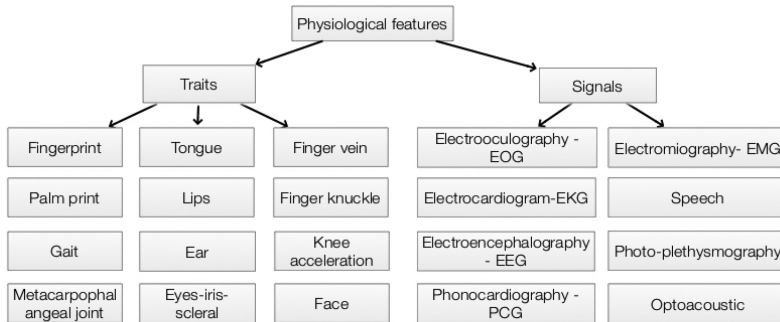 Physiological features
Traits
Signals
Fingerprint
Tongue
Finger vein
Electrooculography -
EOG
Electromiography- EMG
Palm print
Lips
Finger knuckle
Electrocardiogram-EKG
Speech
Gait
Ear
Knee
acceleration
Electroencephalography
- EEG
Photo-plethysmography
Metacarpophal
angeal joint
Eyes-iris-
scleral
Face
Phonocardiography -
PCG
Optoacoustic